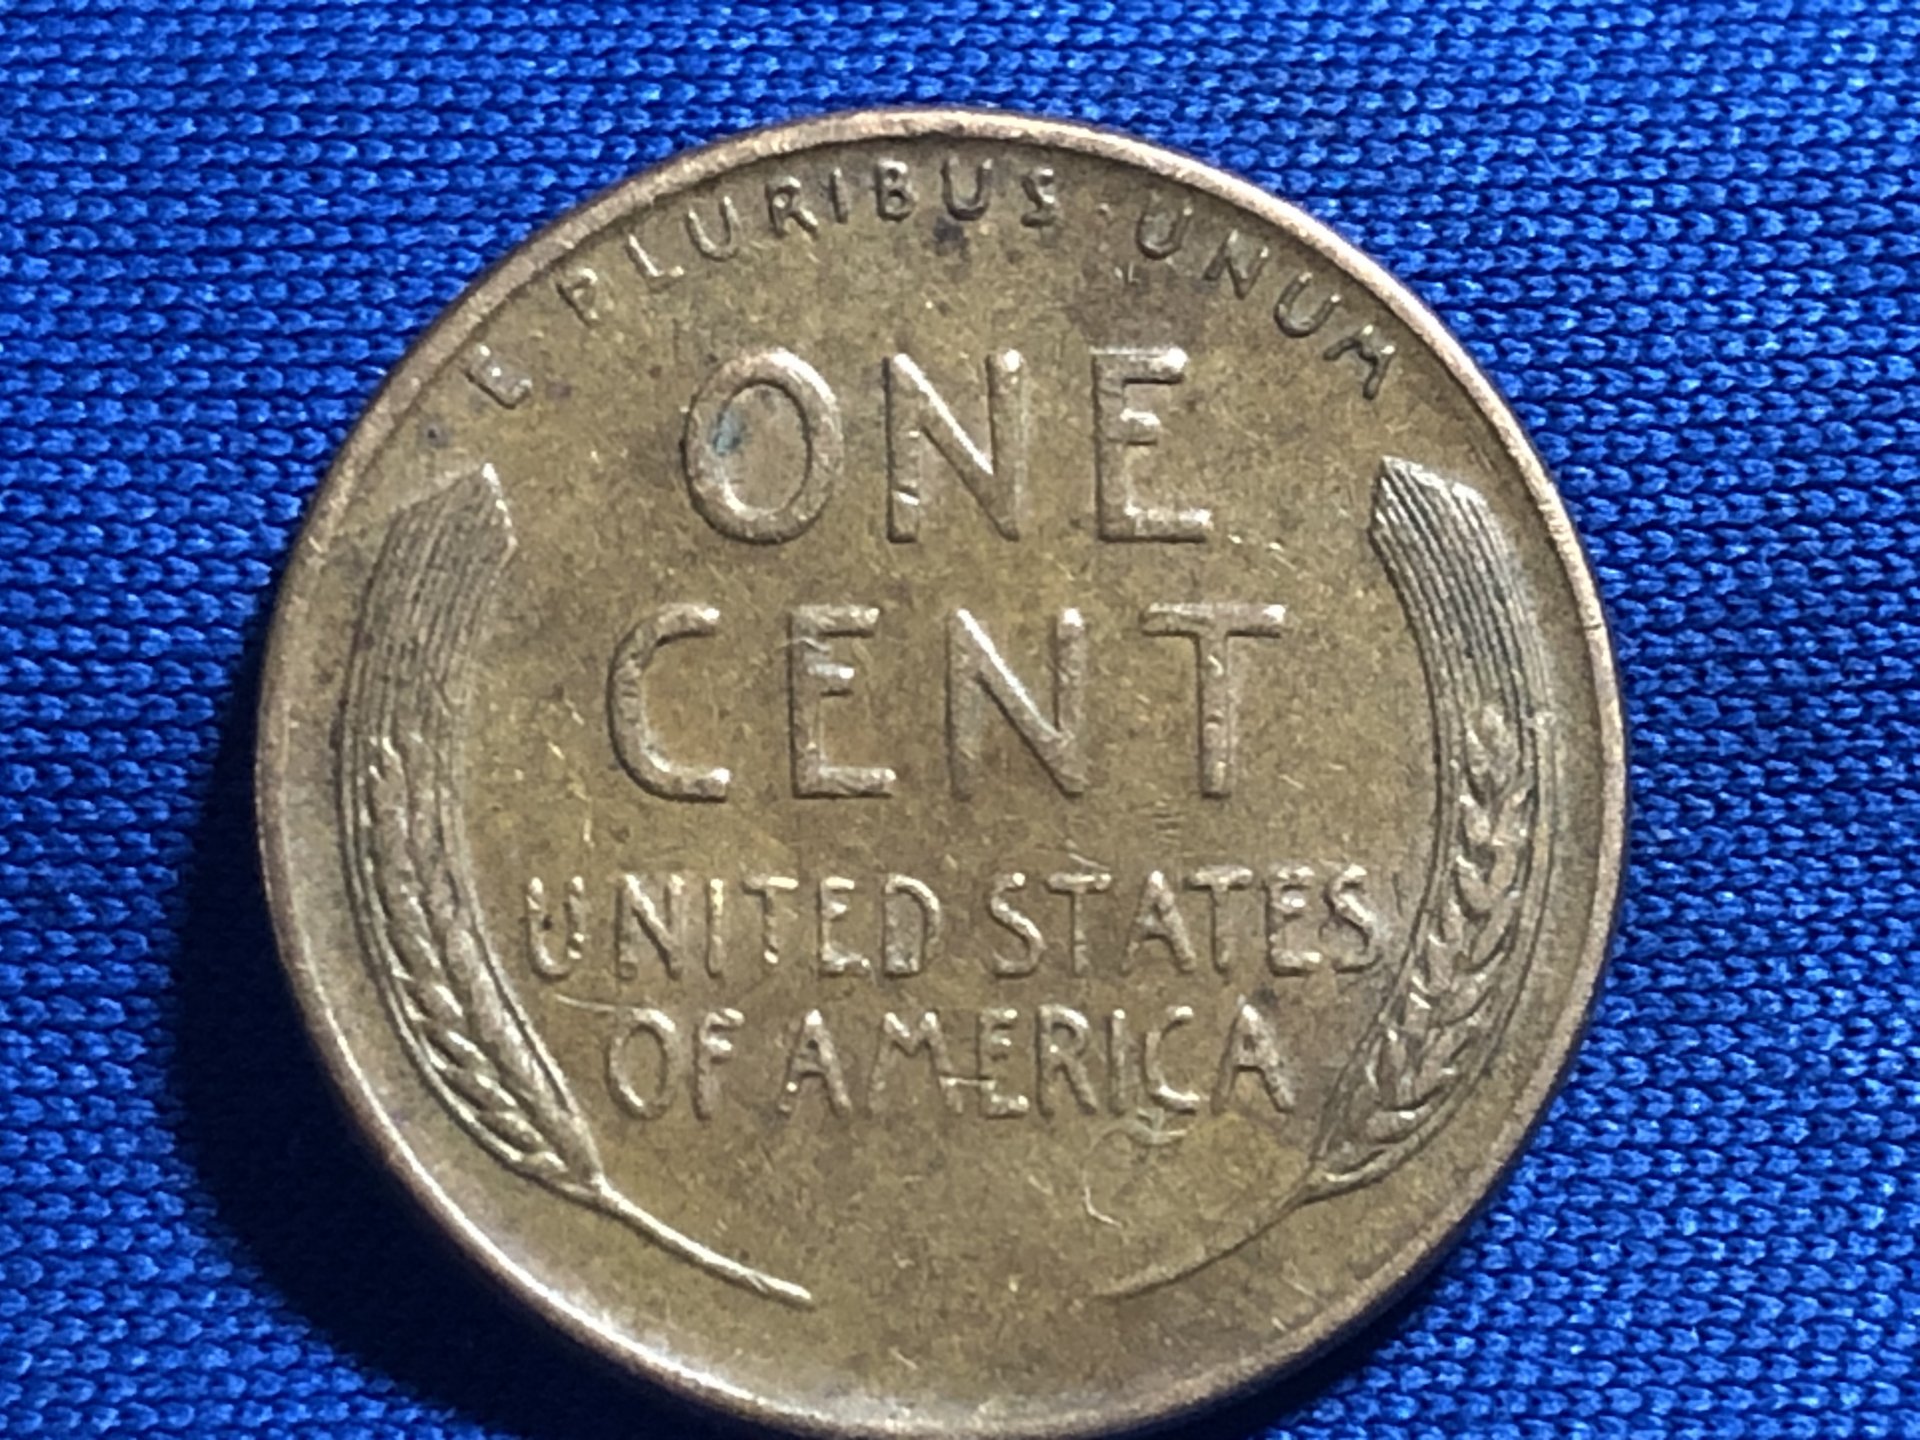 E PLURIBUS · UNUM
ONE
CENT
UNITED STATES
OF AMERICA